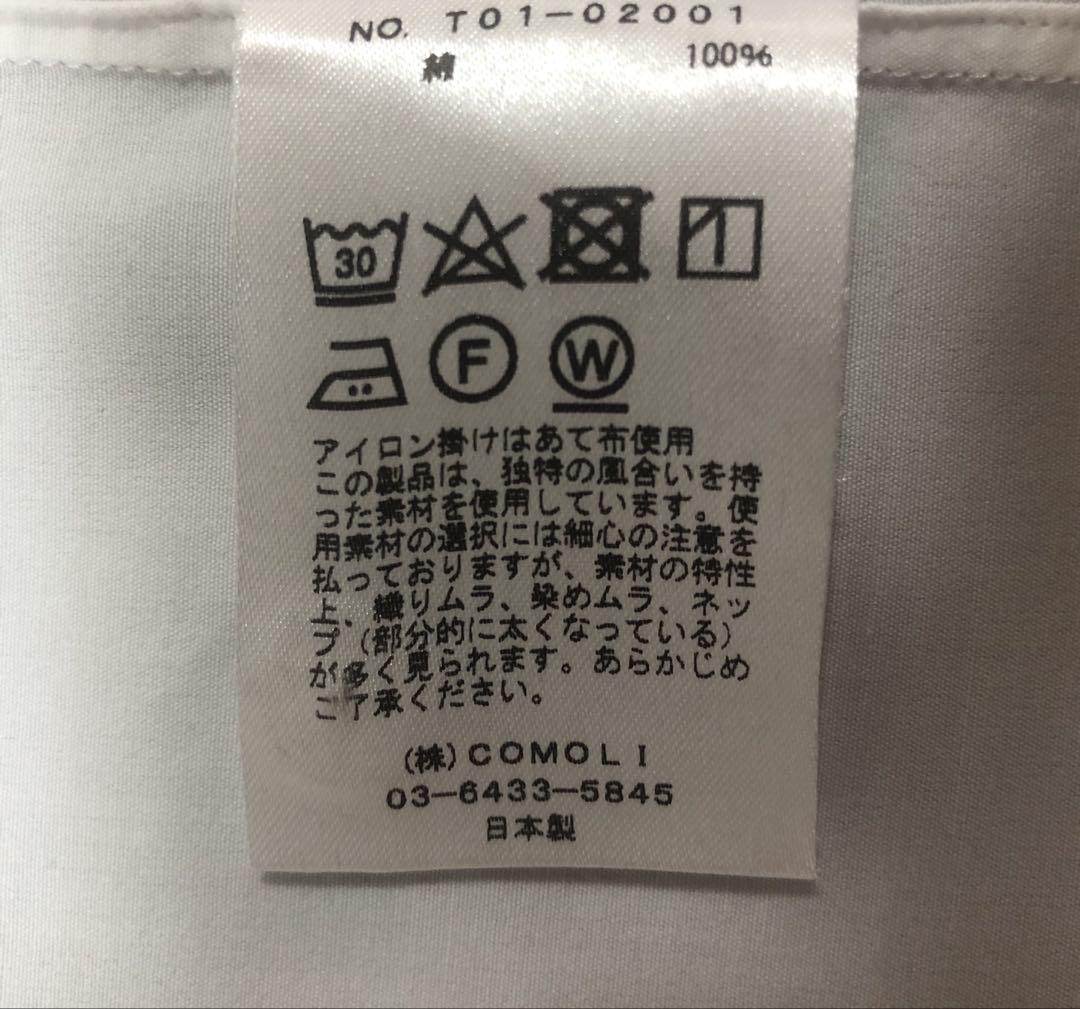 NO. T01-02001
綿 100%
30
F W
アイロン掛けはあて布使用
この製品は、独特の風合いを持
った素材を使用しています。使
用素材の選択には細心の注意を
払っておりますが、素材の特性
上、織りムラ、染めムラ、ネッ
プ(部分的に太くなっている)
が多く見られます。あらかじめ
ご了承ください。
(株)COMOLI
03-6433-5845
日本製